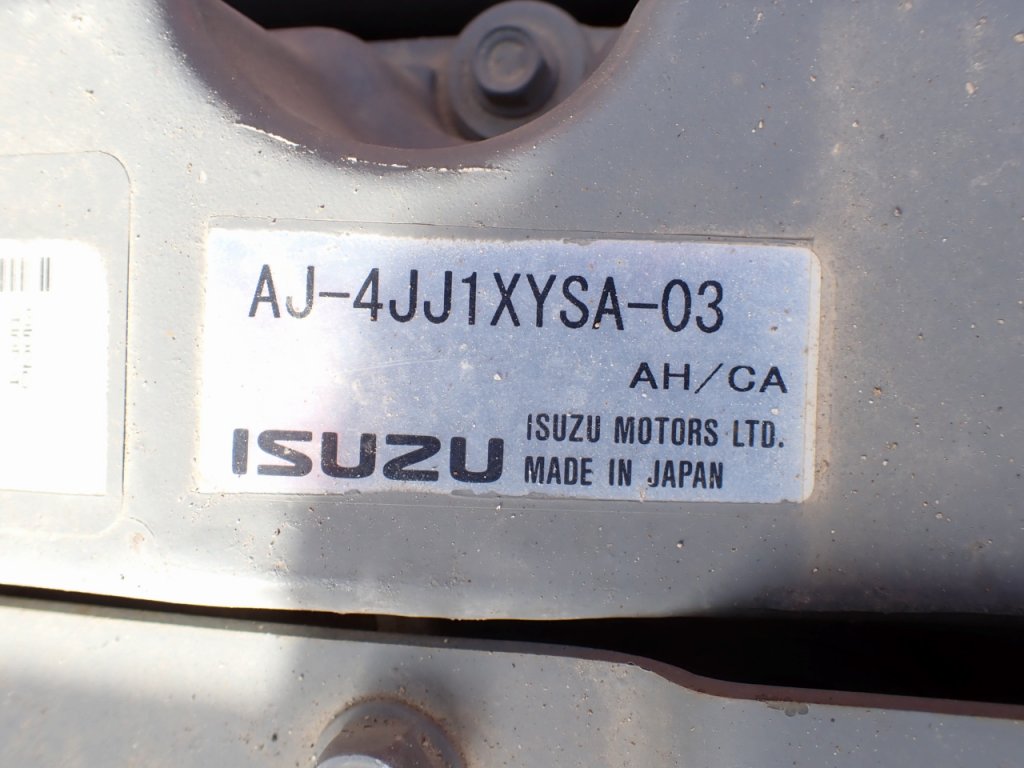 AJ-4JJ1XYSA-03
AH/CA
ISUZU
ISUZU MOTORS LTD.
MADE IN JAPAN